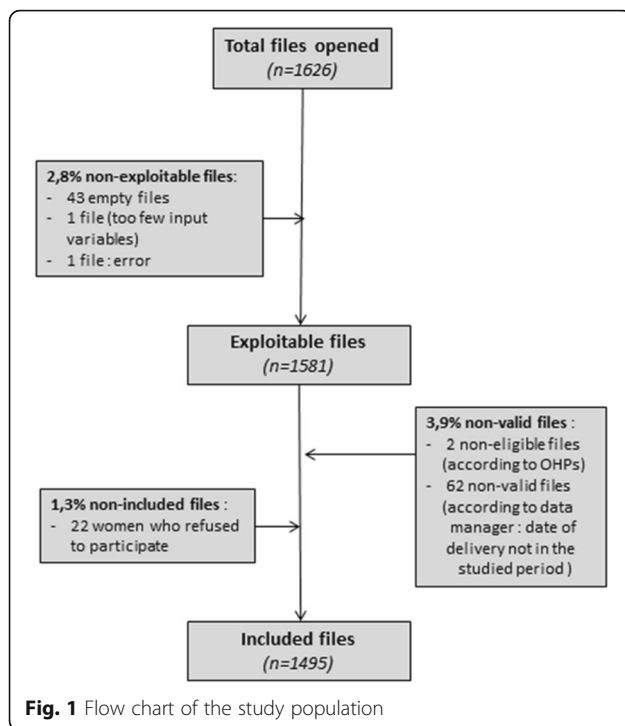 Total files opened
(n=1626)
2,8% non-exploitable files:
- 43 empty files
- 1 file (too few input
variables)
- 1 file : error
Exploitable files
(n=1581)
3,9% non-valid files :
- 2 non-eligible files
(according to OHPs)
- 62 non-valid files
(according to data
manager : date of
delivery not in the
studied period )
1,3% non-included files :
- 22 women who refused
to participate
Included files
(n=1495)
Fig. 1 Flow chart of the study population